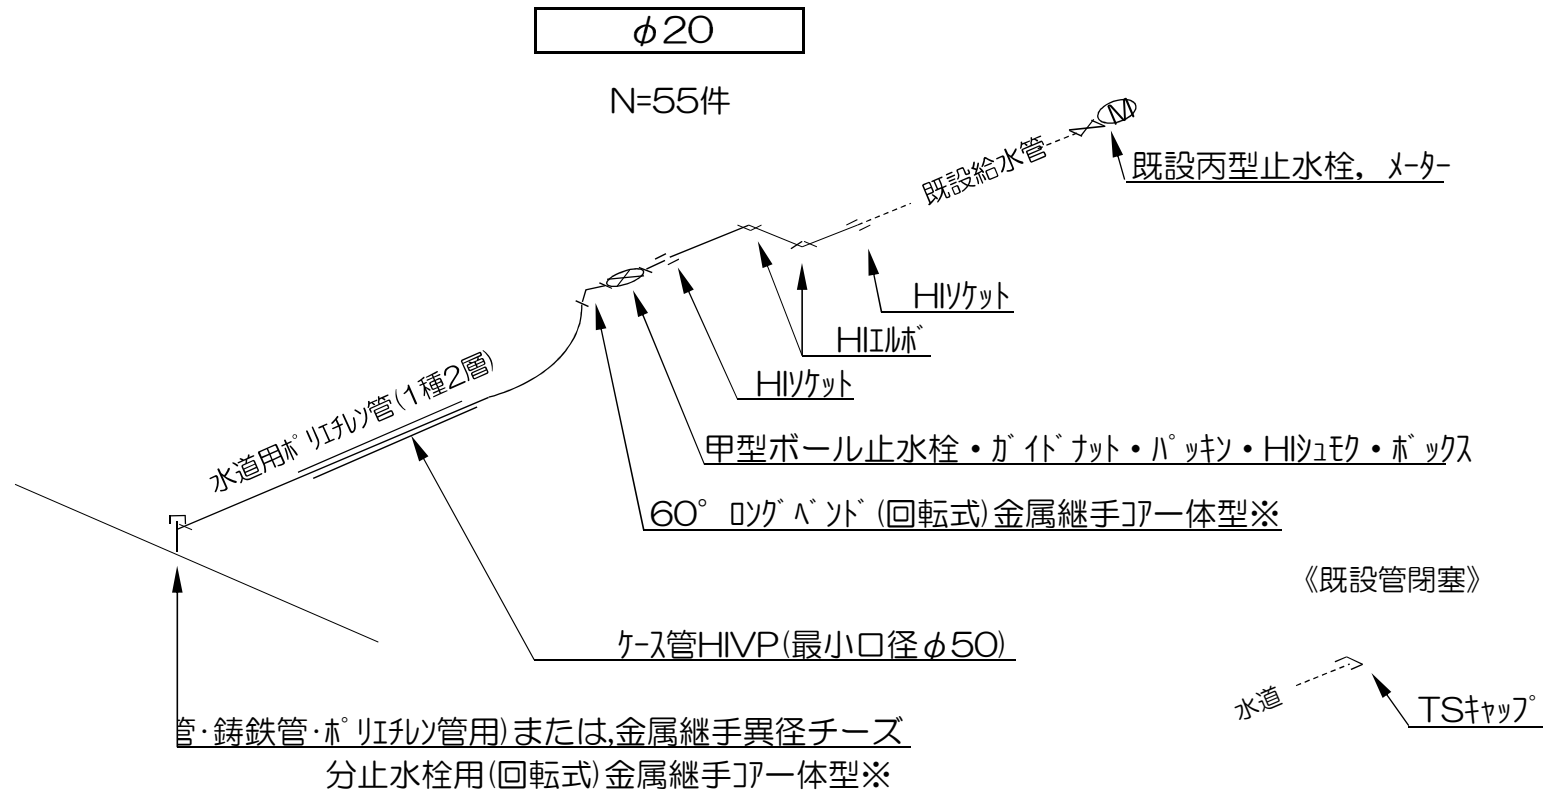 φ20
N=55件
既設給水管
既設丙型止水栓，ﾒｰﾀｰ
HIｿｹｯﾄ
HIｴﾙﾎﾞ
HIｿｹｯﾄ
水道用ﾎﾟﾘｴﾁﾚﾝ管(1種2層)
甲型ボール止水栓・ｶﾞｲﾄﾞﾅｯﾄ・ﾊﾟｯｷﾝ・HIｼｭﾓｸ・ﾎﾞｯｸｽ
60°ﾛﾝｸﾞﾍﾞﾝﾄﾞ(回転式)金属継手ｺｱｰ体型※
《既設管閉塞》
ｹｰｽ管HIVP(最小口径φ50)
水道
TSｷｬｯﾌﾟ
管･鋳鉄管･ﾎﾟﾘｴﾁﾚﾝ管用)または,金属継手異径チーズ
分止水栓用(回転式)金属継手ｺｱｰ体型※